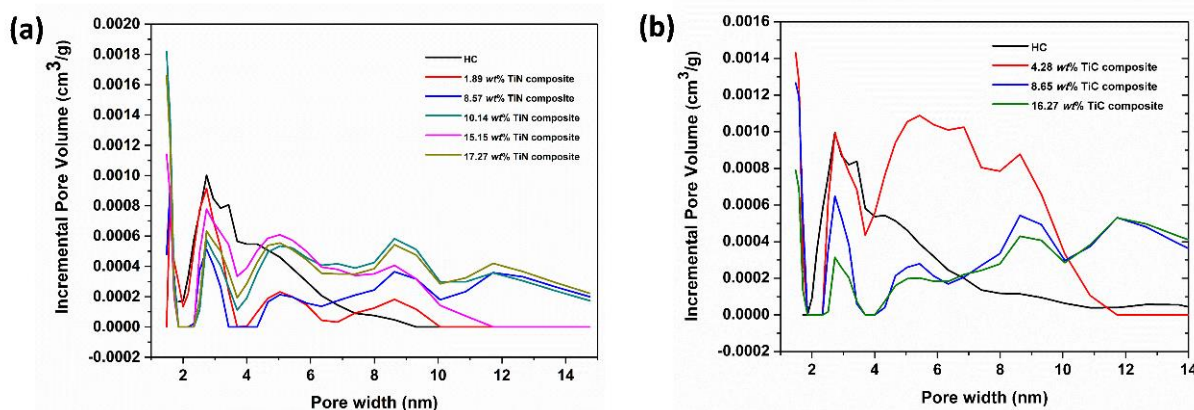 (a)
Incremental Pore Volume (cm³/g)
0.0020
0.0018
0.0016
0.0014
0.0012
0.0010
0.0008
0.0006
0.0004
0.0002
0.0000
-0.0002
HC
1.89 wt% TiN composite
8.57 wt% TiN composite
10.14 wt% TiN composite
15.15 wt% TiN composite
17.27 wt% TiN composite
2 4 6 8 10 12 14
Pore width (nm)
(b)
Incremental Pore Volume (cm³/g)
0.0016
0.0014
0.0012
0.0010
0.0008
0.0006
0.0004
0.0002
0.0000
-0.0002
HC
4.28 wt% TiC composite
8.65 wt% TiC composite
16.27 wt% TiC composite
2 4 6 8 10 12 14
Pore width (nm)